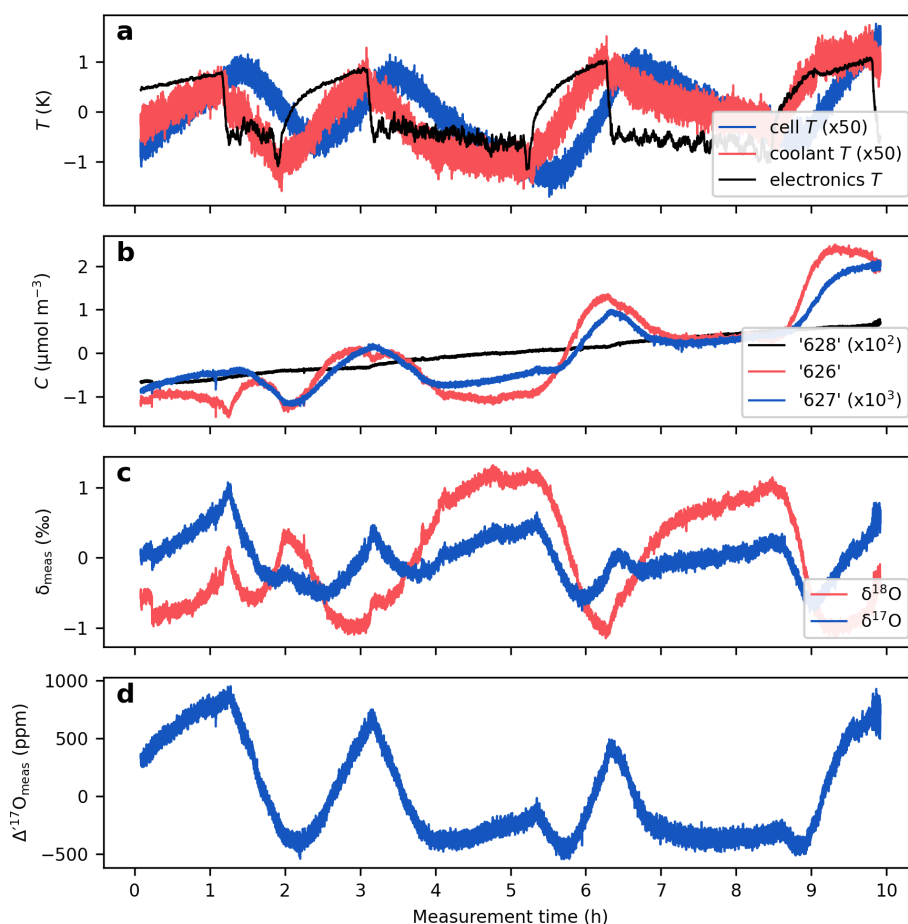 a
1
0
−1
T (K)
cell T (x50)
coolant T (x50)
electronics T
b
2
1
0
−1
C (μmol m⁻³)
'628' (x10²)
'626'
'627' (x10³)
c
1
0
−1
δmeas (‰)
δ¹⁸O
δ¹⁷O
d
1000
500
0
−500
Δ′¹⁷Omeas (ppm)
0 1 2 3 4 5 6 7 8 9 10
Measurement time (h)